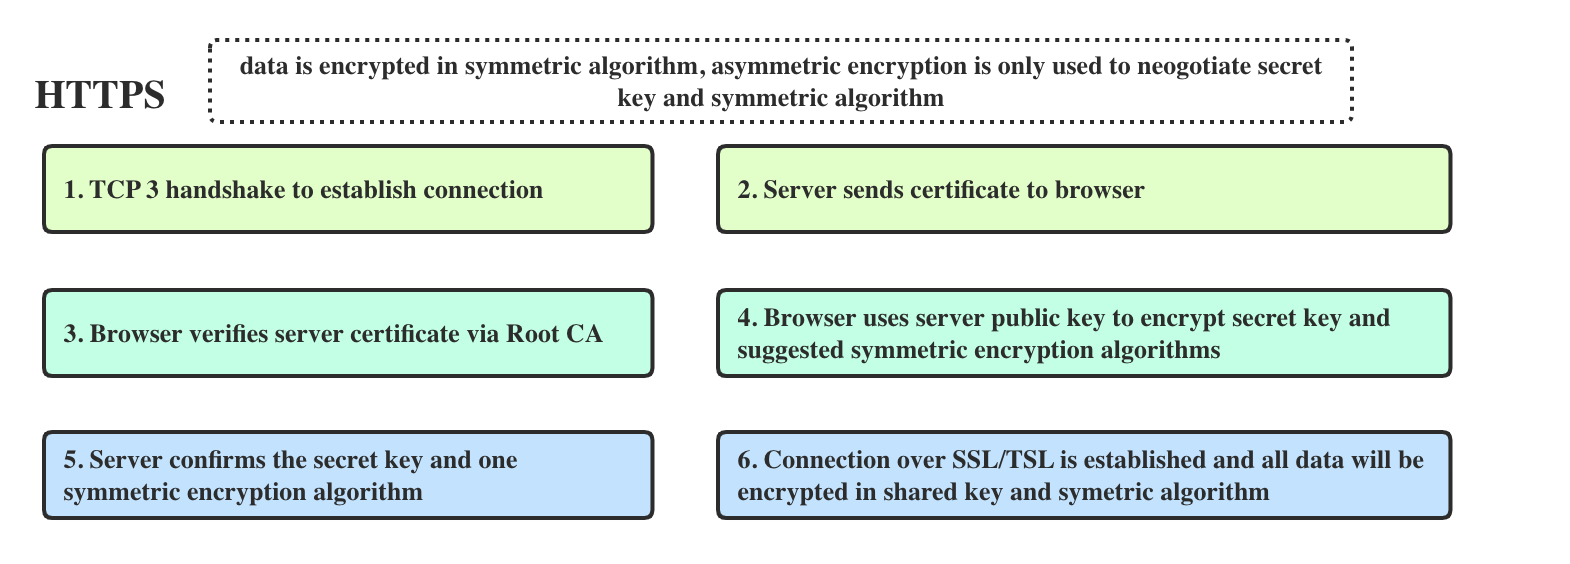 HTTPS
data is encrypted in symmetric algorithm, asymmetric encryption is only used to neogotiate secret
key and symmetric algorithm
1. TCP 3 handshake to establish connection
2. Server sends certificate to browser
3. Browser verifies server certificate via Root CA
4. Browser uses server public key to encrypt secret key and
suggested symmetric encryption algorithms
5. Server confirms the secret key and one
symmetric encryption algorithm
6. Connection over SSL/TSL is established and all data will be
encrypted in shared key and symetric algorithm